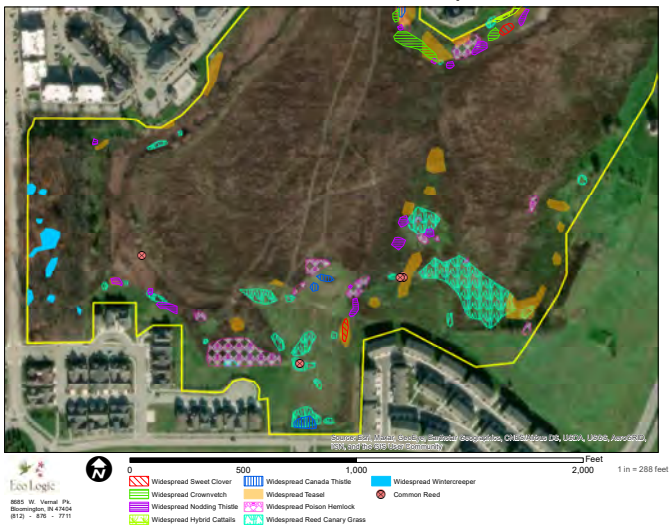 Source: Esri, Maxar, GeoEye, Earthstar Geographics, CNES/Airbus DS, USDA, USGS, AeroGRID,
IGN, and the GIS User Community
Eco Logic
8685 W. Vernal Pk.
Bloomington, IN 47404
(812) - 876 - 7711
Feet
0 500 1,000 2,000
1 in = 288 feet
Widespread Sweet Clover
Widespread Crownvetch
Widespread Nodding Thistle
Widespread Hybrid Cattails
Widespread Canada Thistle
Widespread Teasel
Widespread Poison Hemlock
Widespread Reed Canary Grass
Widespread Wintercreeper
Common Reed